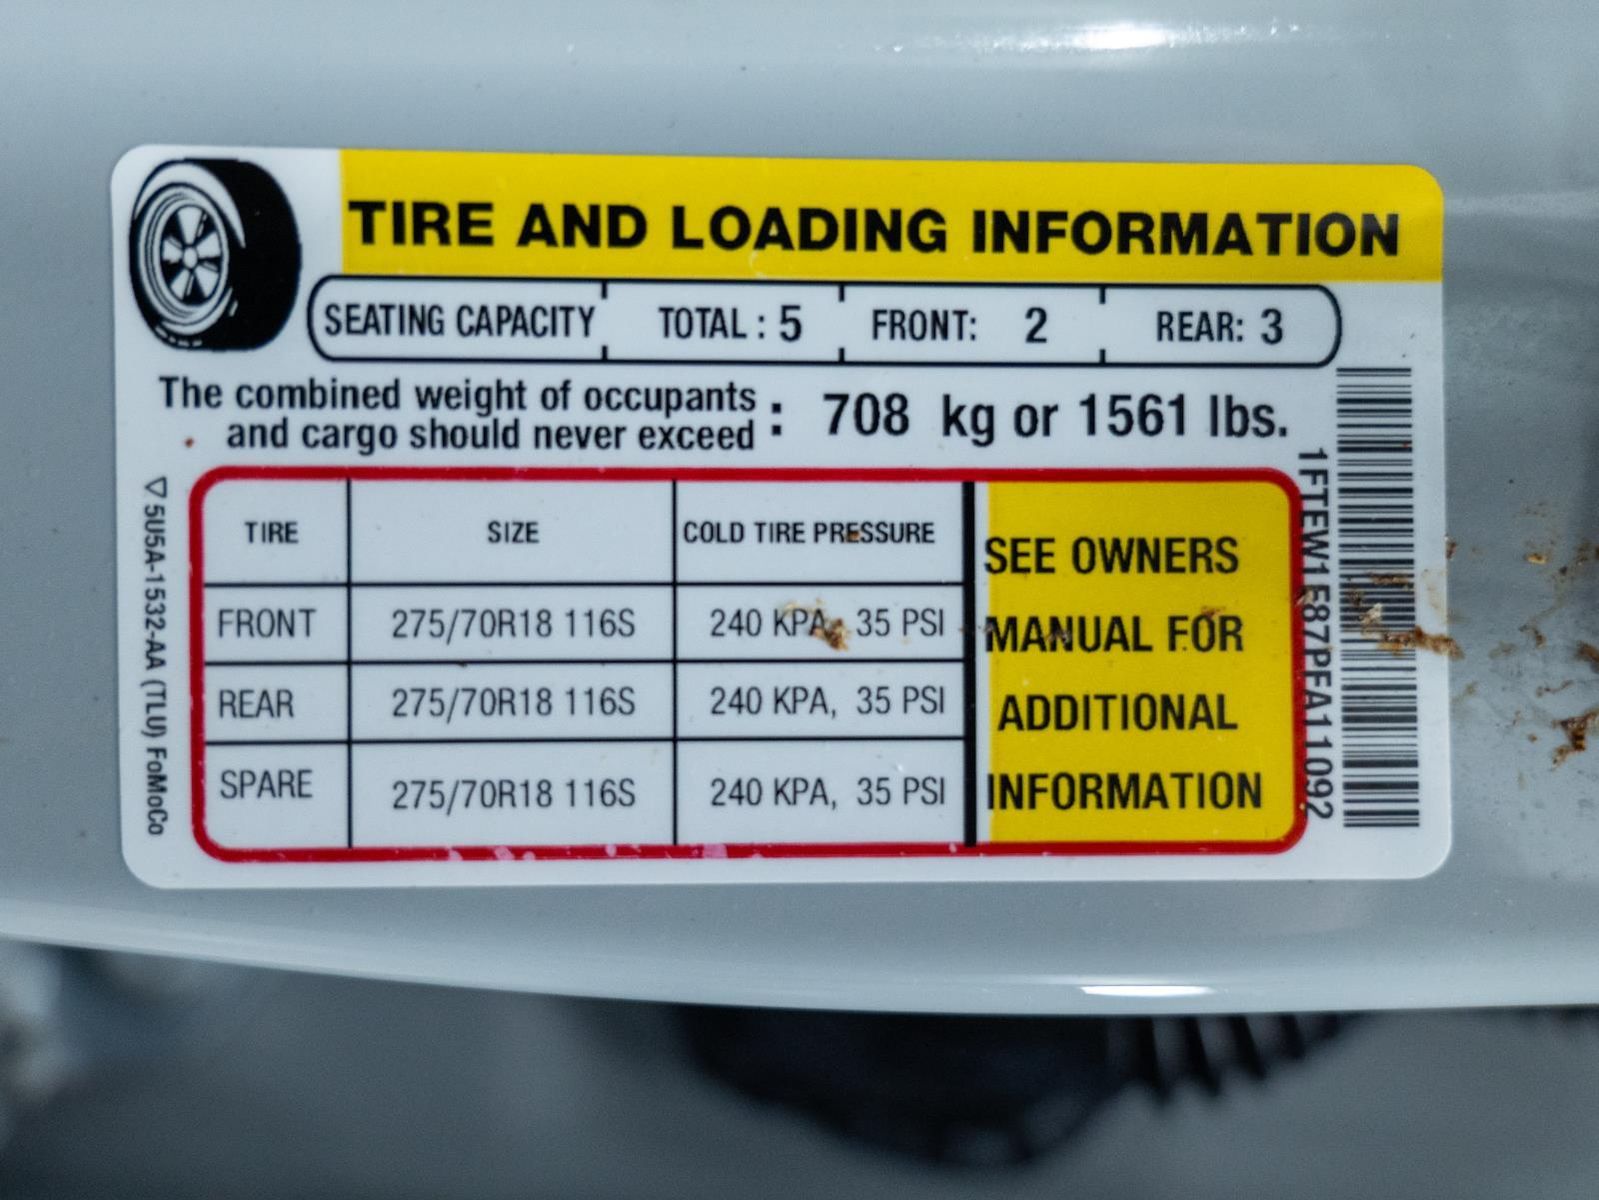 TIRE AND LOADING INFORMATION
SEATING CAPACITY TOTAL : 5 FRONT: 2 REAR: 3
The combined weight of occupants
and cargo should never exceed : 708 kg or 1561 lbs.
TIRE SIZE COLD TIRE PRESSURE
FRONT 275/70R18 116S 240 KPA, 35 PSI
REAR 275/70R18 116S 240 KPA, 35 PSI
SPARE 275/70R18 116S 240 KPA, 35 PSI
SEE OWNERS
MANUAL FOR
ADDITIONAL
INFORMATION
5U5A-1532-AA (TLU) FoMoCo
1FTEW1E87PFA11092